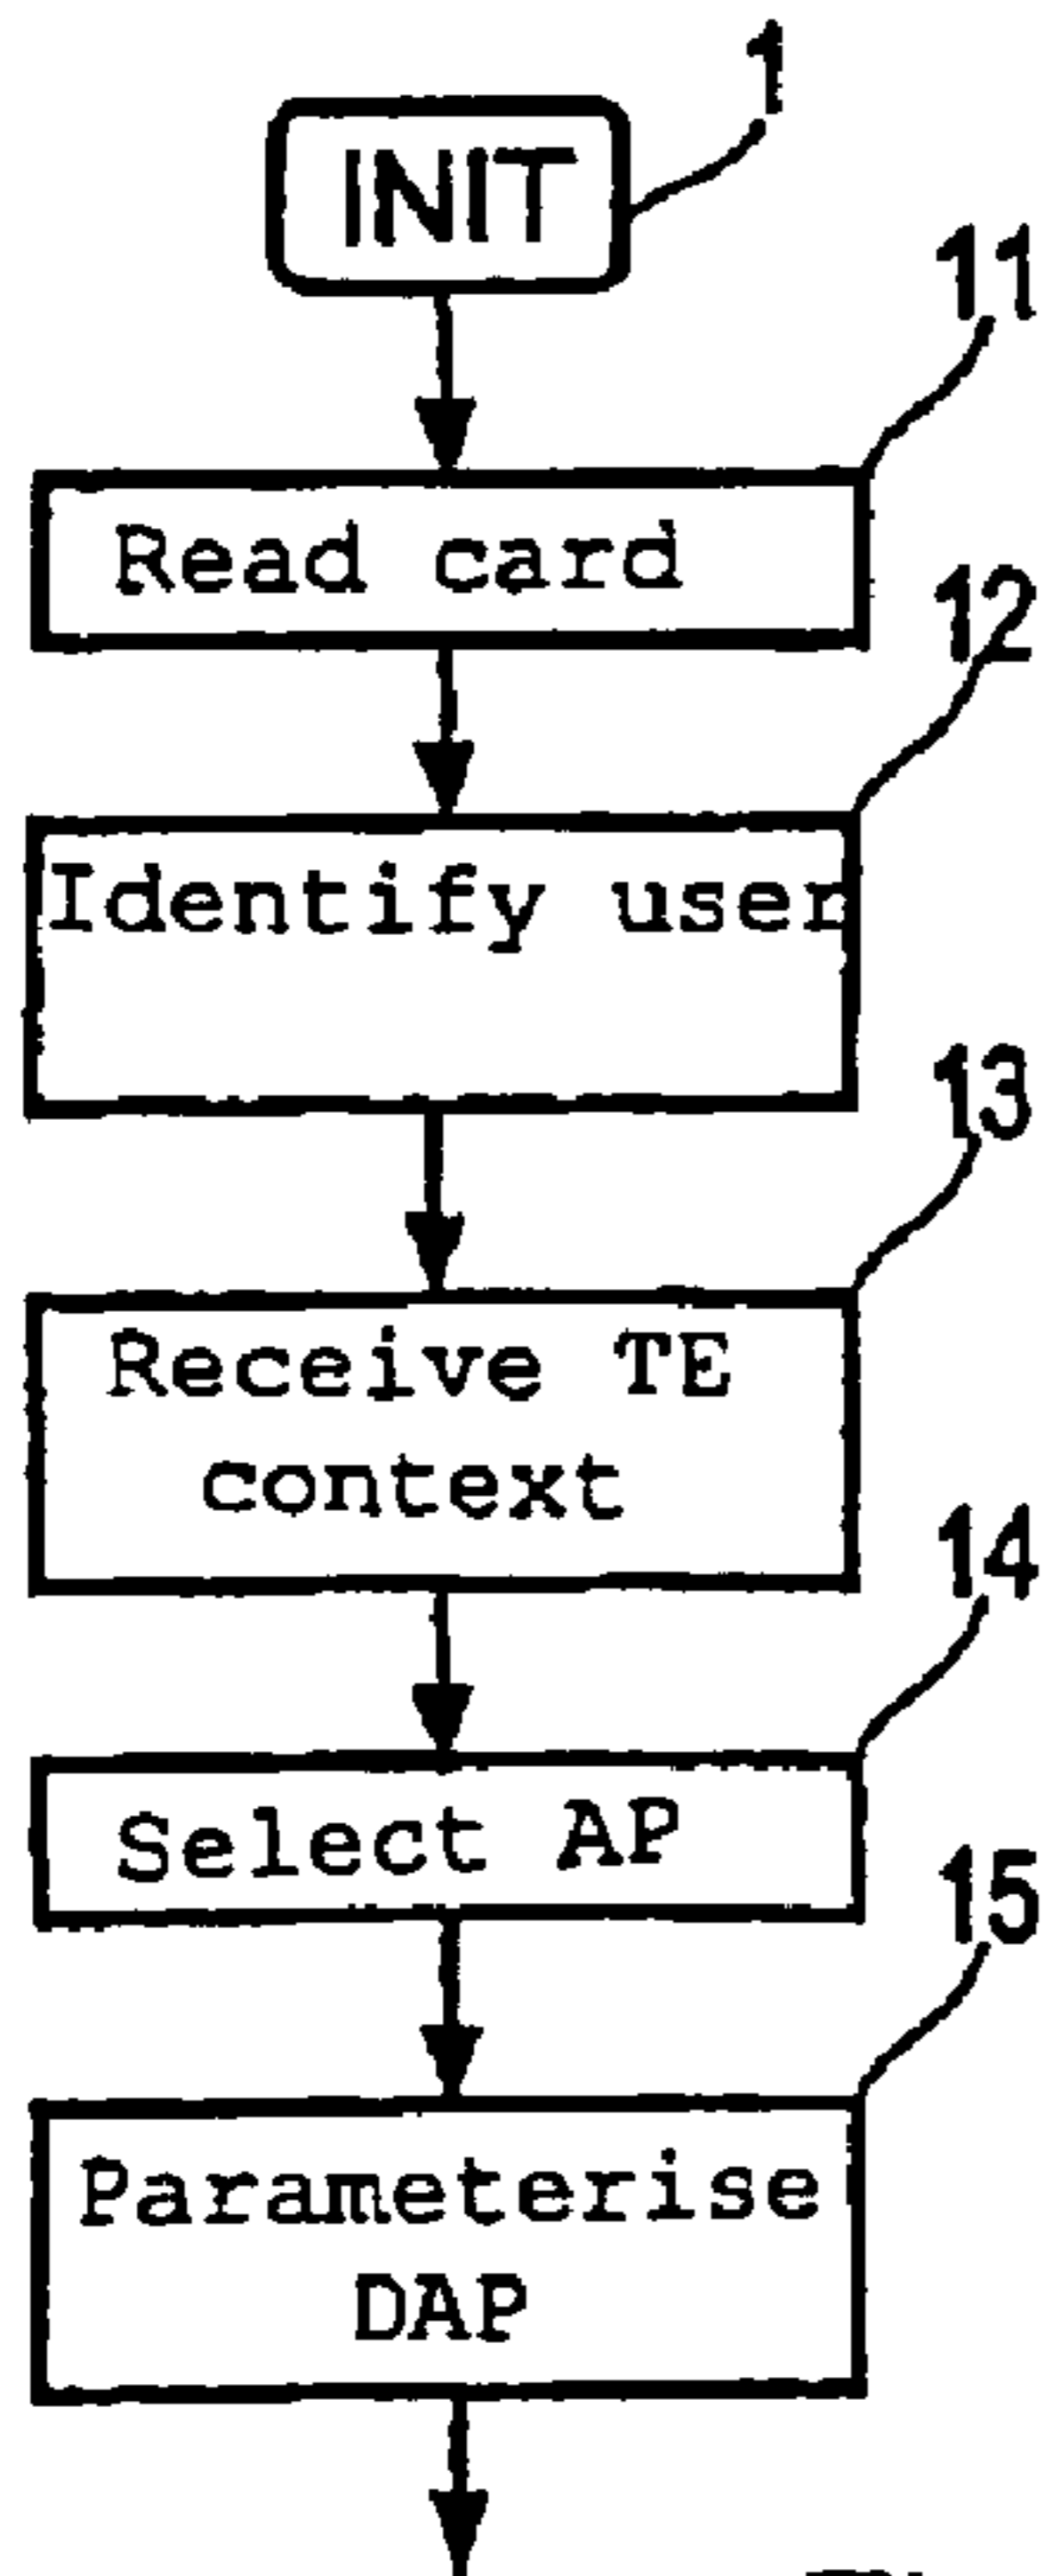 1
INIT
11
Read card
12
Identify user
13
Receive TE
context
14
Select AP
15
Parameterise
DAP